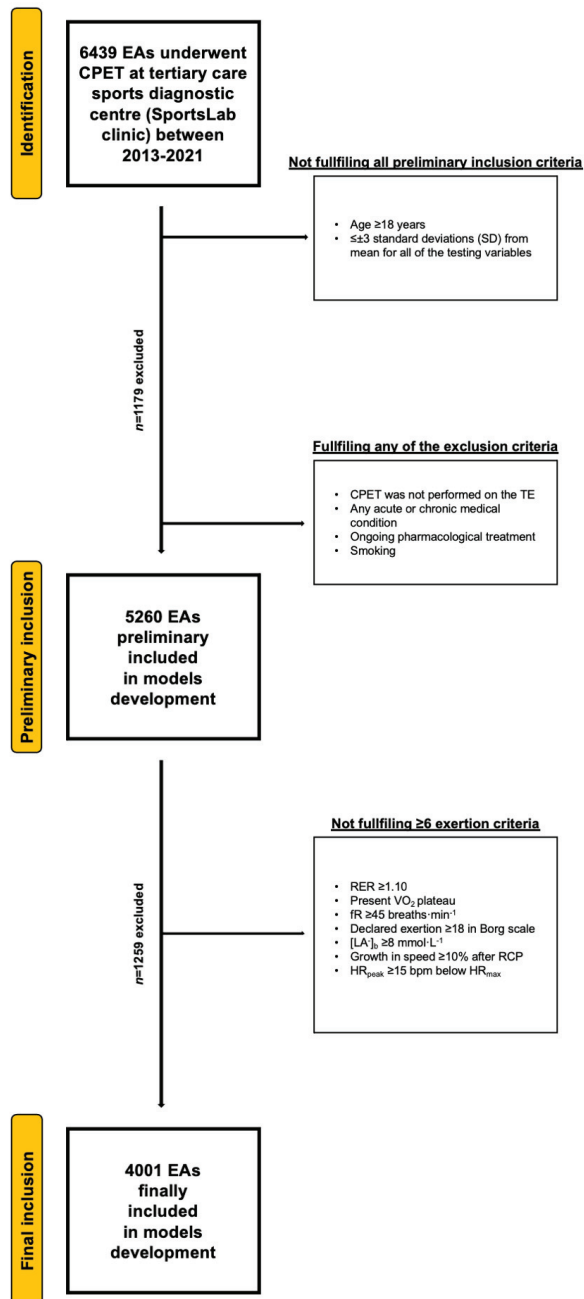 Identification
6439 EAs underwent
CPET at tertiary care
sports diagnostic
centre (SportsLab
clinic) between
2013-2021
Not fullfiling all preliminary inclusion criteria
• Age ≥18 years
• ≤±3 standard deviations (SD) from
mean for all of the testing variables
n=1179 excluded
Fullfiling any of the exclusion criteria
• CPET was not performed on the TE
• Any acute or chronic medical
condition
• Ongoing pharmacological treatment
• Smoking
Preliminary inclusion
5260 EAs
preliminary
included
in models
development
Not fullfiling ≥6 exertion criteria
• RER ≥1.10
• Present VO₂ plateau
• fR ≥45 breaths·min⁻¹
• Declared exertion ≥18 in Borg scale
• [LA⁻]b ≥8 mmol·L⁻¹
• Growth in speed ≥10% after RCP
• HRpeak ≥15 bpm below HRmax
n=1259 excluded
Final inclusion
4001 EAs
finally
included
in models
development